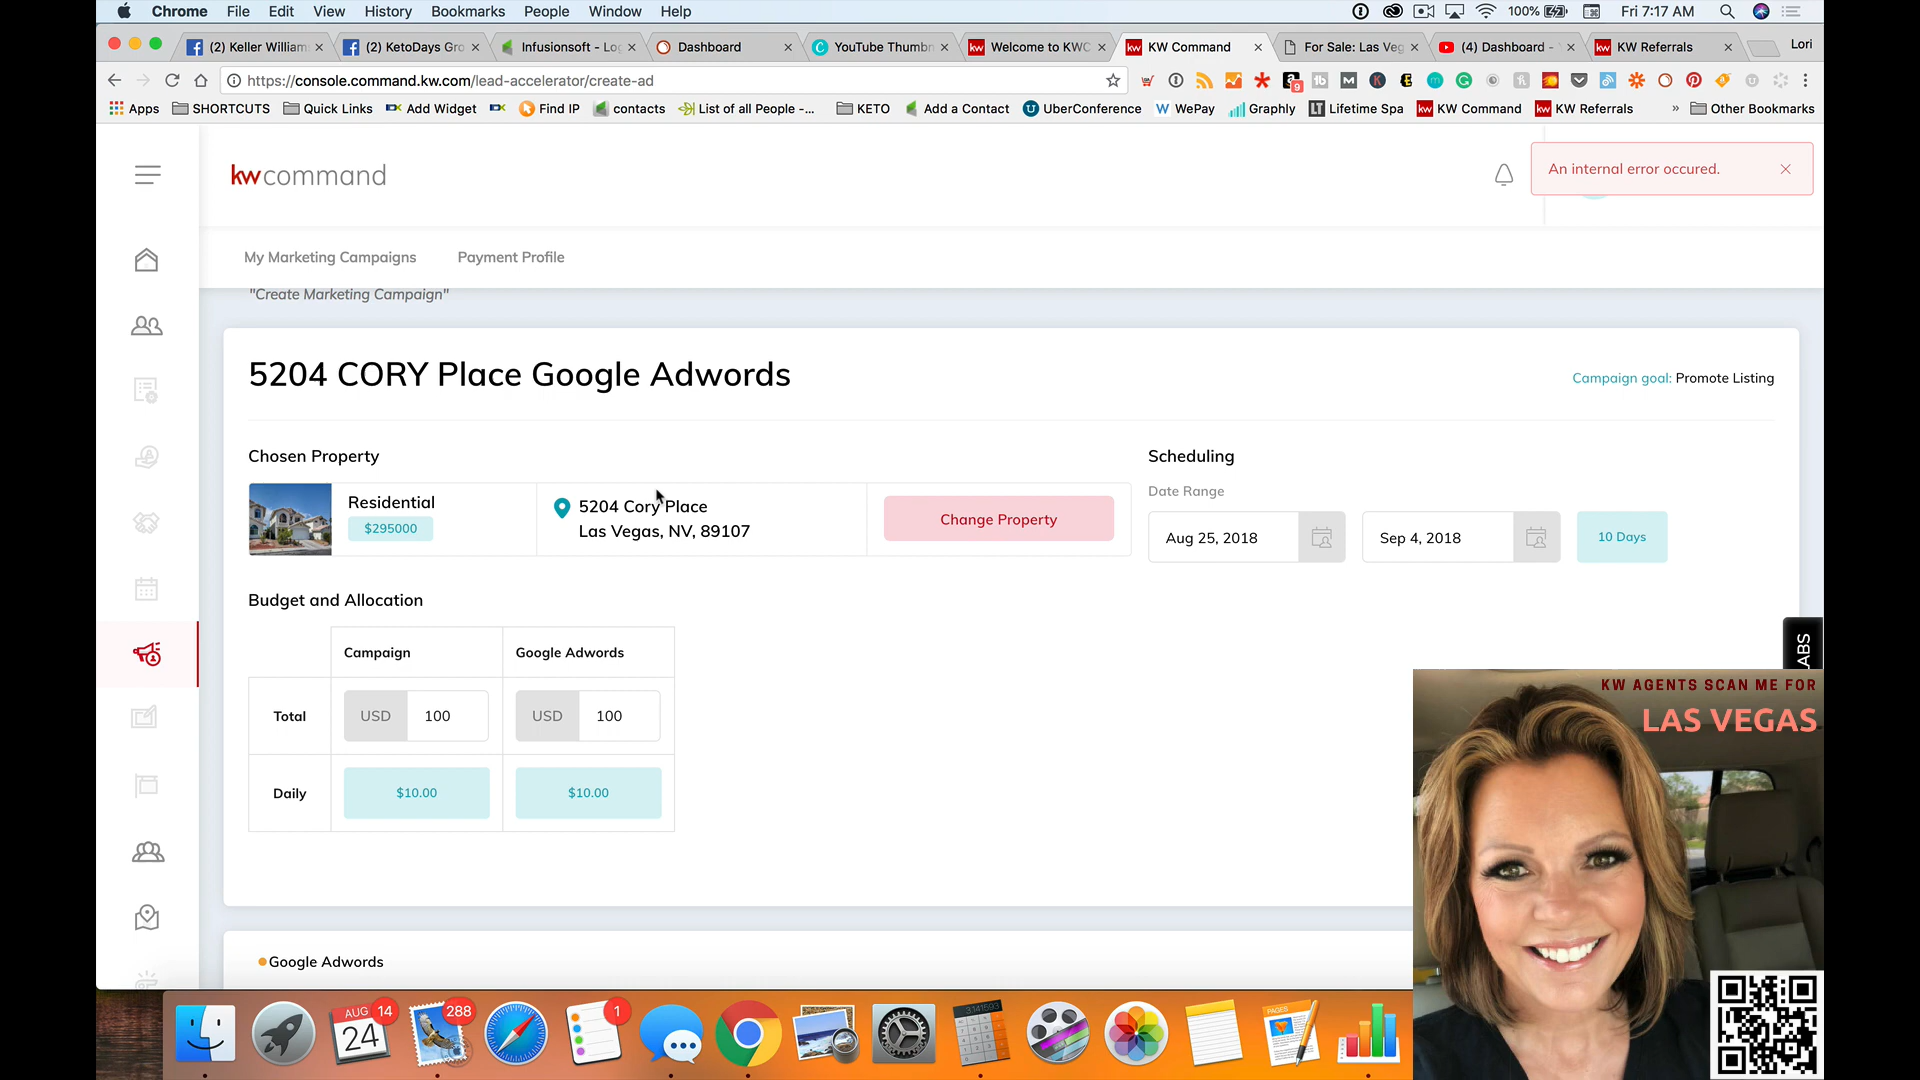 Chrome File Edit View History Bookmarks People Window Help 100% Fri 7:17 AM
(2) Keller William (2) KetoDays Gro Infusionsoft - Log Dashboard YouTube Thumbn Welcome to KWC KW Command For Sale: Las Veg (4) Dashboard - KW Referrals Lori
https://console.command.kw.com/lead-accelerator/create-ad
Apps SHORTCUTS Quick Links Add Widget Find IP contacts List of all People -... KETO Add a Contact UberConference WePay Graphly Lifetime Spa KW Command KW Referrals » Other Bookmarks
kw command
An internal error occured.
My Marketing Campaigns Payment Profile
"Create Marketing Campaign"
5204 CORY Place Google Adwords
Campaign goal: Promote Listing
Chosen Property
Scheduling
Date Range
Residential
$295000
5204 Cory Place
Las Vegas, NV, 89107
Change Property
Aug 25, 2018
Sep 4, 2018
10 Days
Budget and Allocation
Campaign Google Adwords
Total USD 100 USD 100
Daily $10.00 $10.00
ABS
Google Adwords
KW AGENTS SCAN ME FOR
LAS VEGAS
AUG 14
24
288
1
3.141593
PAGES